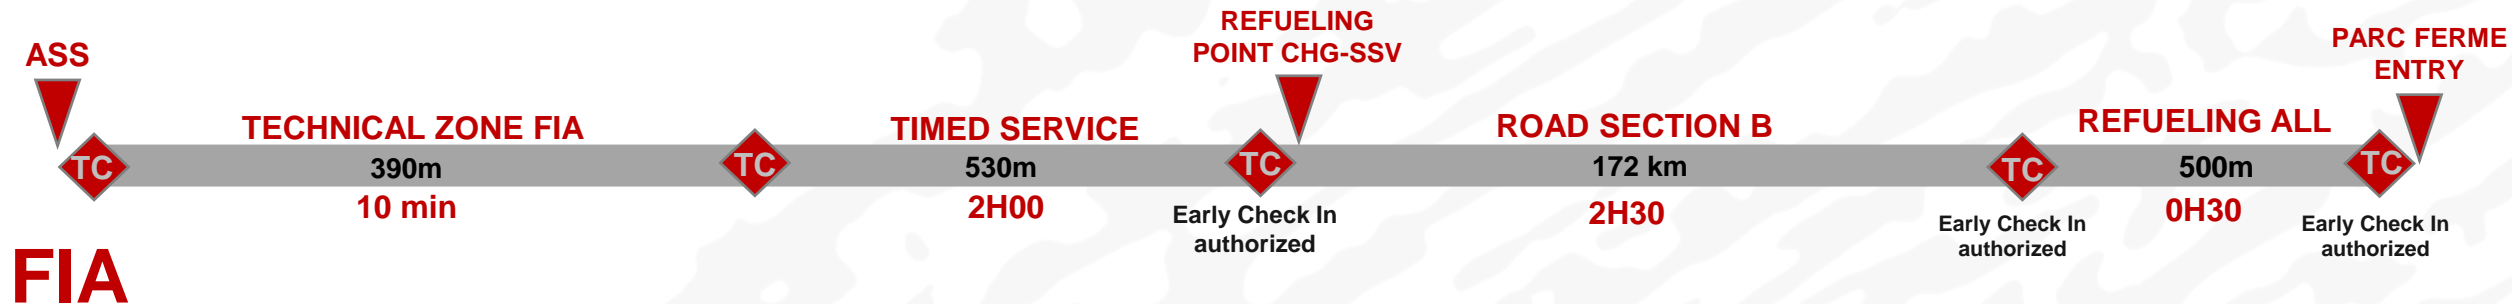 ASS
TC
TECHNICAL ZONE FIA
390m
10 min
TC
TIMED SERVICE
530m
2H00
REFUELING
POINT CHG-SSV
TC
Early Check In
authorized
ROAD SECTION B
172 km
2H30
TC
Early Check In
authorized
REFUELING ALL
500m
0H30
PARC FERME
ENTRY
TC
Early Check In
authorized
FIA